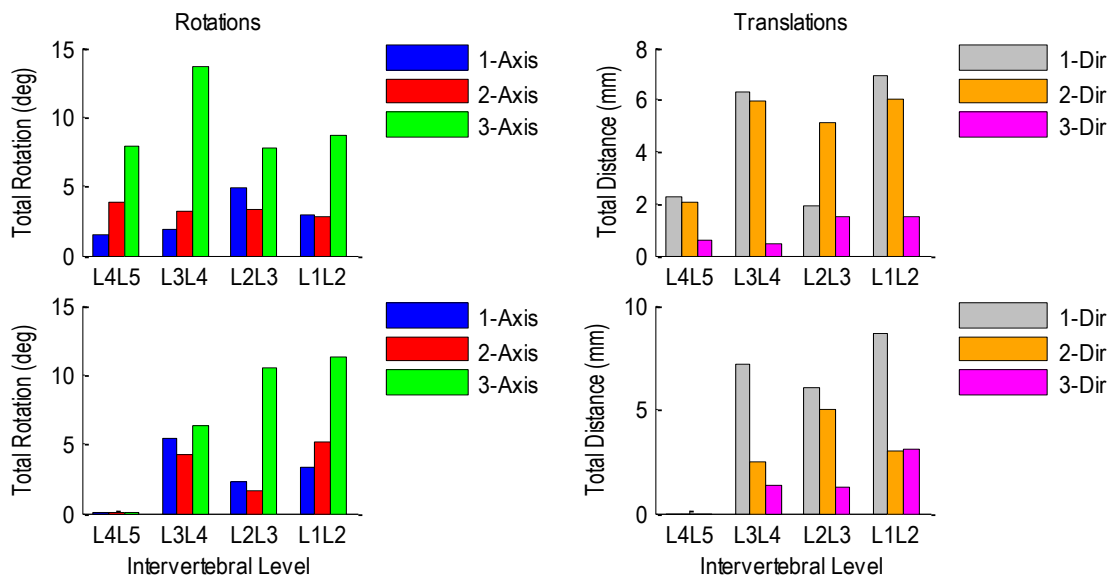 Rotations
Total Rotation (deg)
15
10
5
0
L4L5 L3L4 L2L3 L1L2
1-Axis
2-Axis
3-Axis
Translations
Total Distance (mm)
8
6
4
2
0
L4L5 L3L4 L2L3 L1L2
1-Dir
2-Dir
3-Dir
Total Rotation (deg)
15
10
5
0
L4L5 L3L4 L2L3 L1L2
Intervertebral Level
1-Axis
2-Axis
3-Axis
Total Distance (mm)
10
5
0
L4L5 L3L4 L2L3 L1L2
Intervertebral Level
1-Dir
2-Dir
3-Dir